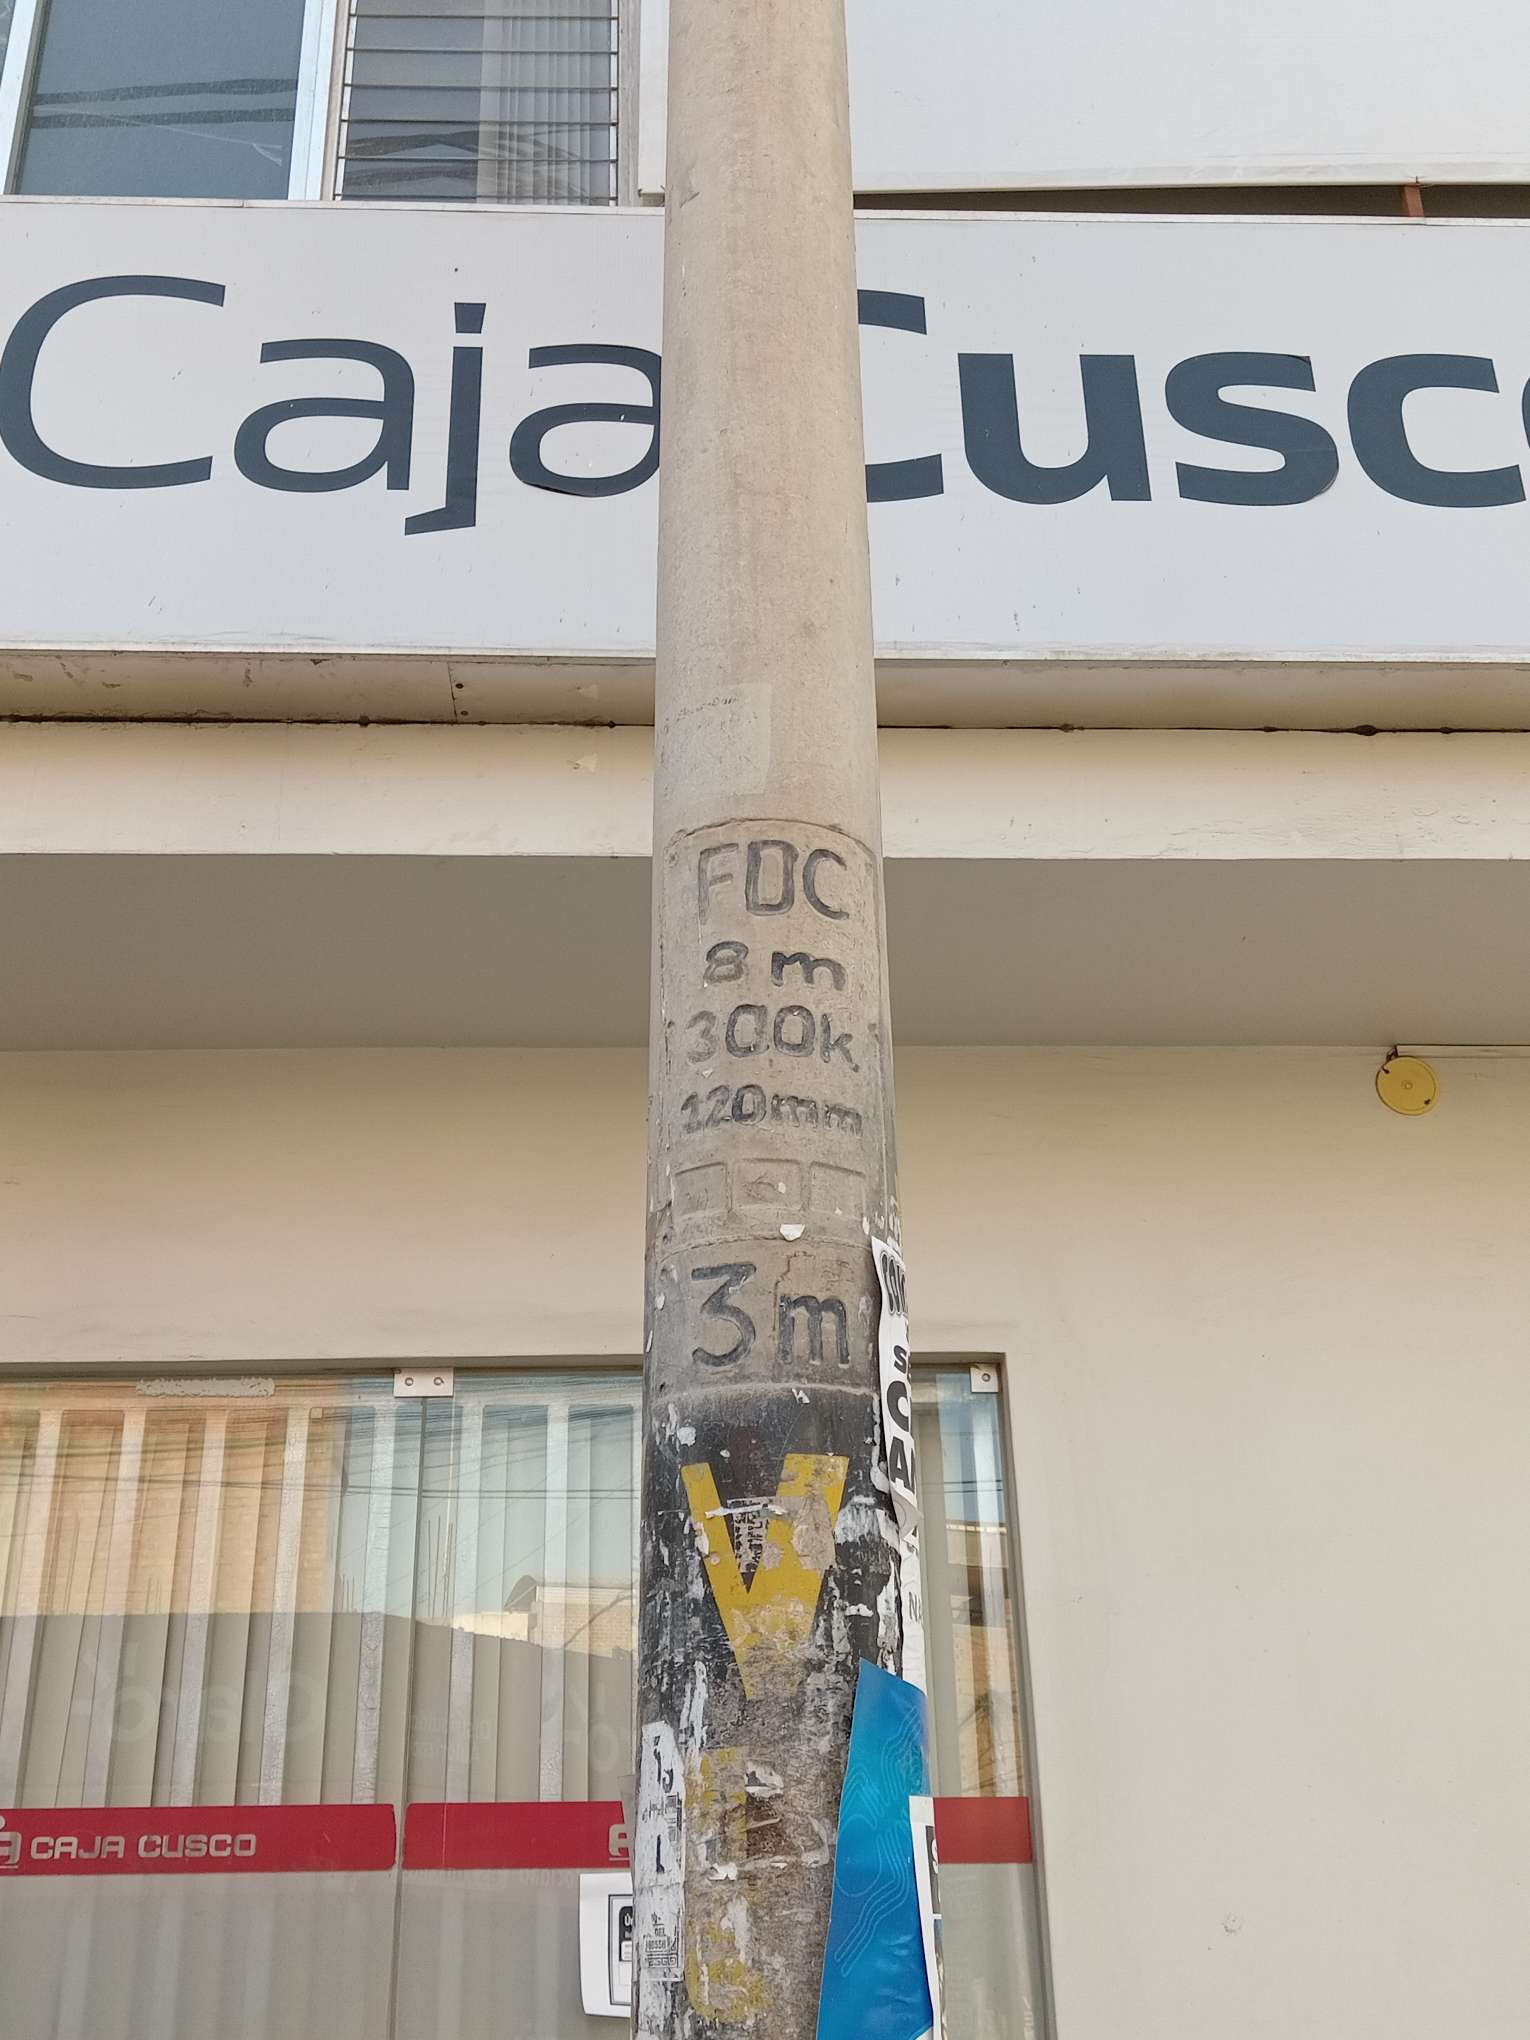 Caja Cusco
FDC
8 m
300k
120mm
3m
V
CAJA CUSCO